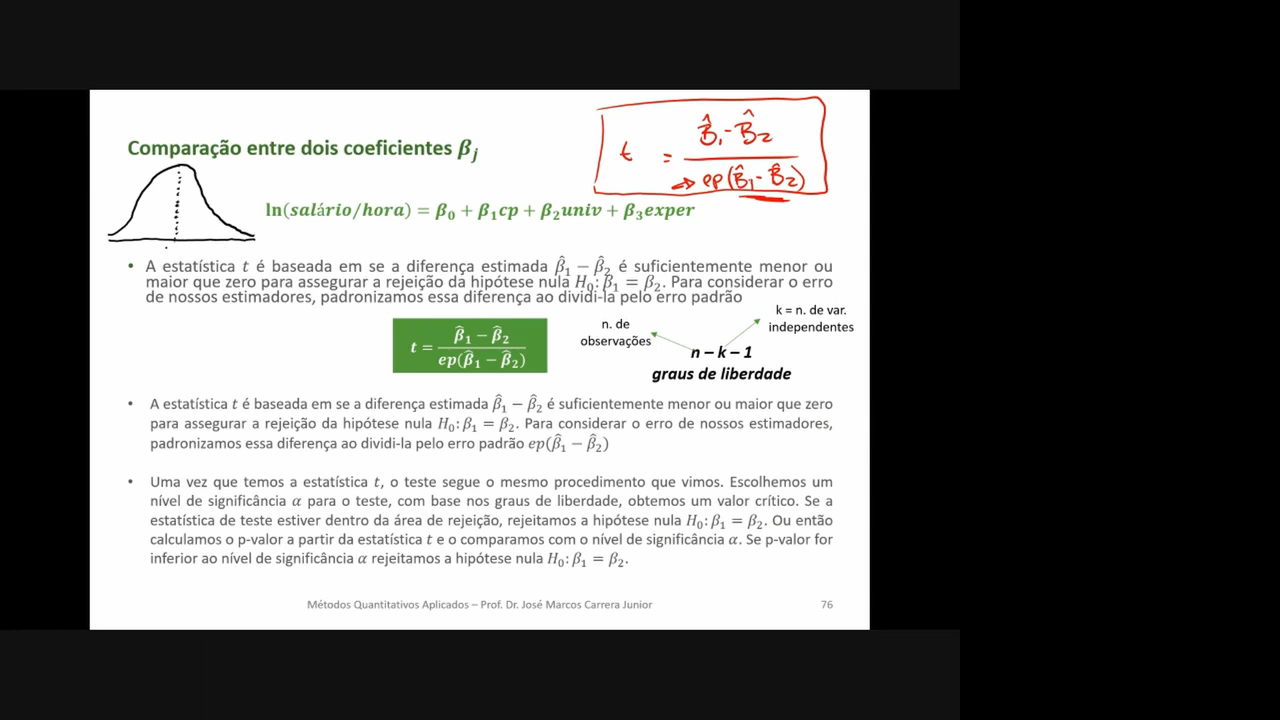 Comparação entre dois coeficientes βⱼ
t = (β̂₁ - β̂₂) / ep(β̂₁ - β̂₂)
ln(salário/hora) = β₀ + β₁cp + β₂univ + β₃exper
• A estatística t é baseada em se a diferença estimada β̂₁ − β̂₂ é suficientemente menor ou
maior que zero para assegurar a rejeição da hipótese nula H₀: β₁ = β₂. Para considerar o erro
de nossos estimadores, padronizamos essa diferença ao dividi-la pelo erro padrão
t = (β̂₁ − β̂₂) / ep(β̂₁ − β̂₂)
n. de
observações
k = n. de var.
independentes
n – k – 1
graus de liberdade
• A estatística t é baseada em se a diferença estimada β̂₁ − β̂₂ é suficientemente menor ou maior que zero
para assegurar a rejeição da hipótese nula H₀: β₁ = β₂. Para considerar o erro de nossos estimadores,
padronizamos essa diferença ao dividi-la pelo erro padrão ep(β̂₁ − β̂₂)
• Uma vez que temos a estatística t, o teste segue o mesmo procedimento que vimos. Escolhemos um
nível de significância α para o teste, com base nos graus de liberdade, obtemos um valor crítico. Se a
estatística de teste estiver dentro da área de rejeição, rejeitamos a hipótese nula H₀: β₁ = β₂. Ou então
calculamos o p-valor a partir da estatística t e o comparamos com o nível de significância α. Se p-valor for
inferior ao nível de significância α rejeitamos a hipótese nula H₀: β₁ = β₂.
Métodos Quantitativos Aplicados – Prof. Dr. José Marcos Carrera Junior
76